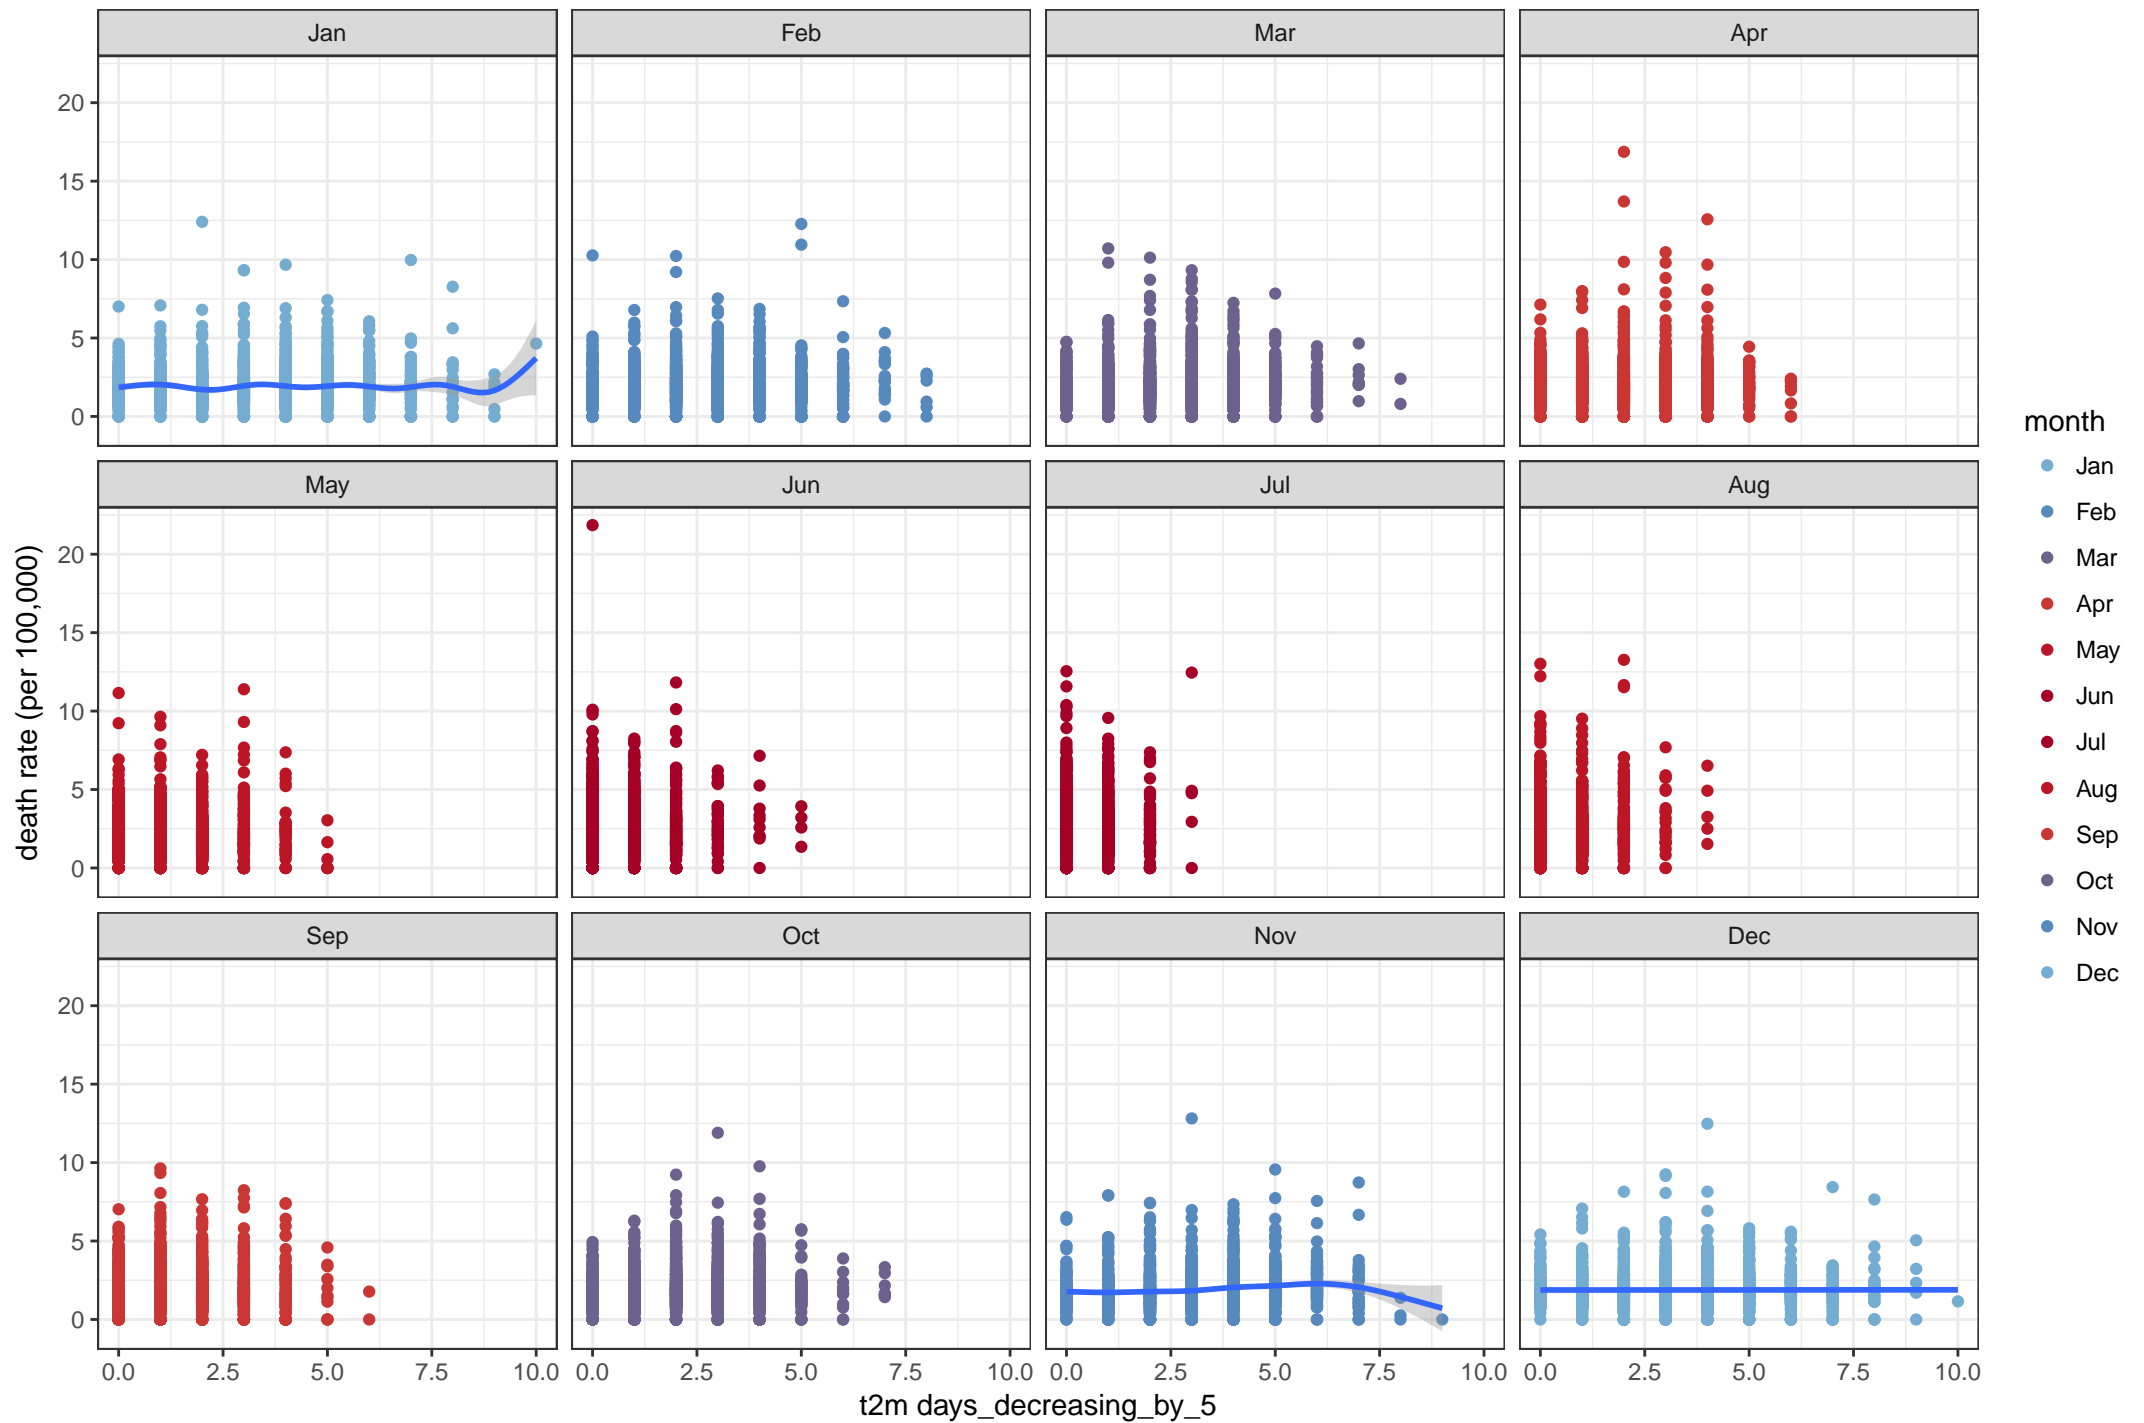 Jan Feb Mar Apr
20
15
10
5
0
May Jun Jul Aug
20
15
10
5
0
Sep Oct Nov Dec
20
15
10
5
0
0.0 2.5 5.0 7.5 10.0 0.0 2.5 5.0 7.5 10.0 0.0 2.5 5.0 7.5 10.0 0.0 2.5 5.0 7.5 10.0
t2m days_decreasing_by_5
death rate (per 100,000)
month
Jan
Feb
Mar
Apr
May
Jun
Jul
Aug
Sep
Oct
Nov
Dec